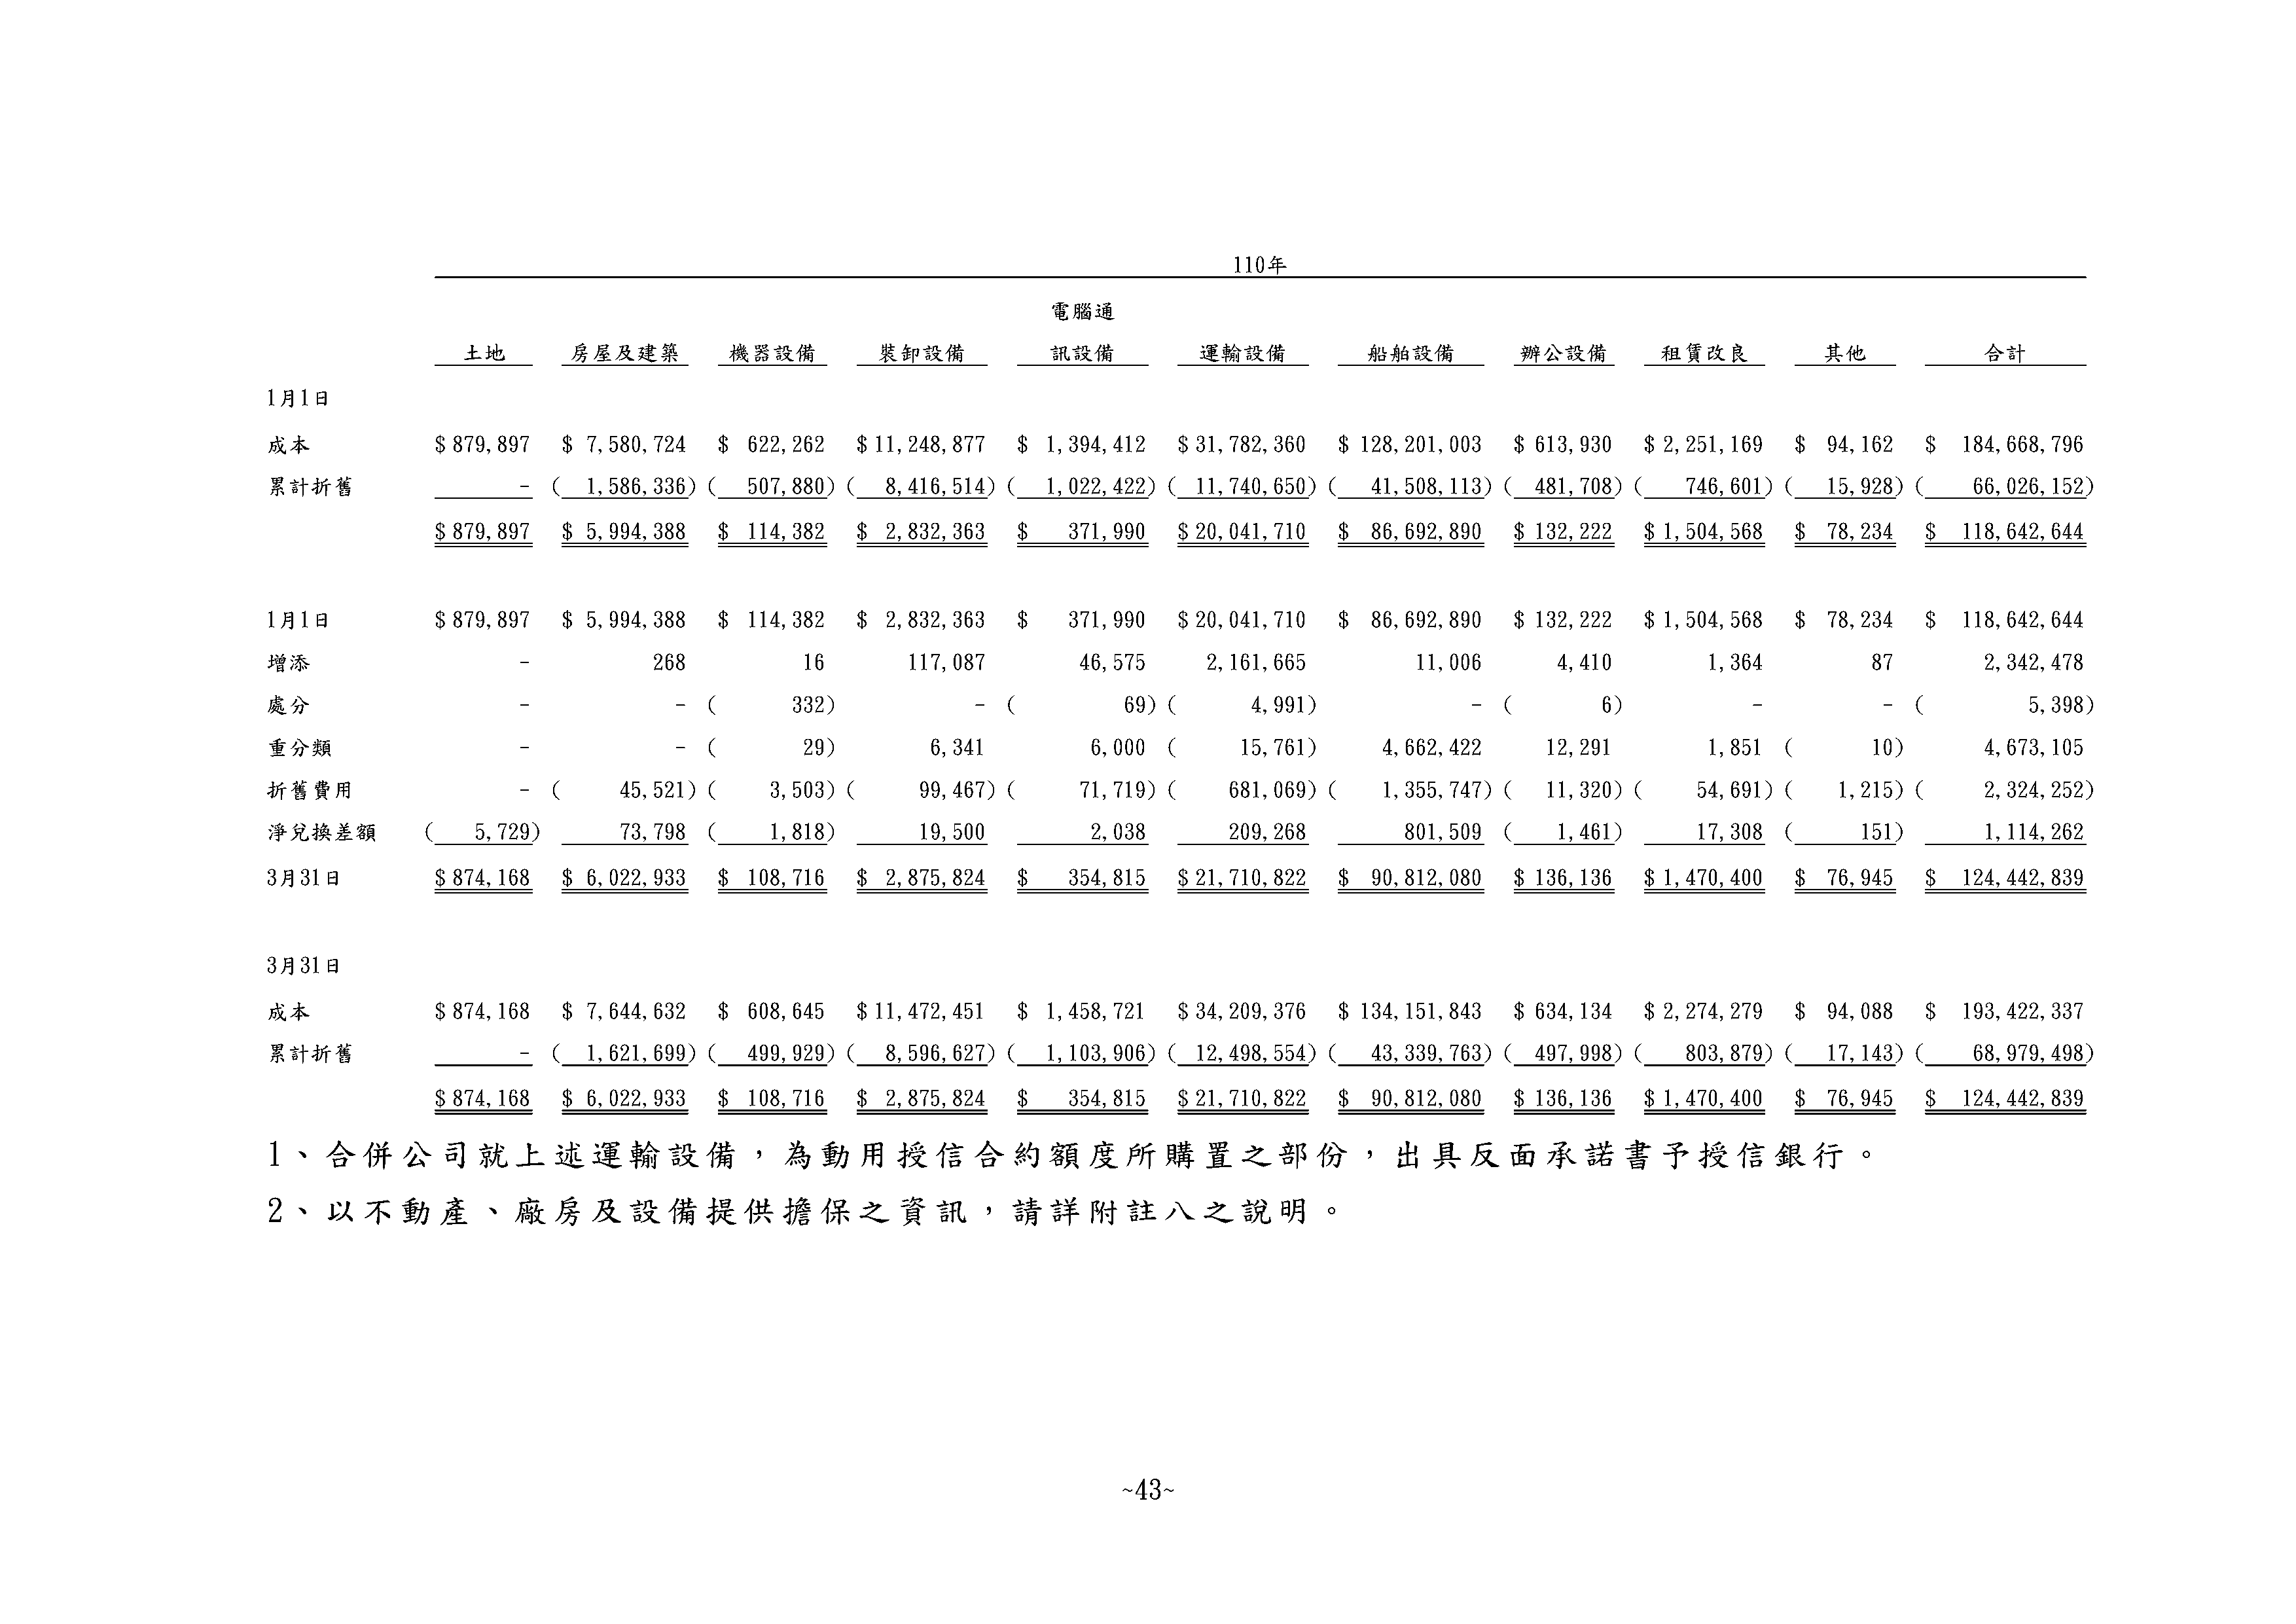 110年
電腦通
土地 房屋及建築 機器設備 裝卸設備 訊設備 運輸設備 船舶設備 辦公設備 租賃改良 其他 合計
1月1日
成本 $879,897 $ 7,580,724 $ 622,262 $11,248,877 $ 1,394,412 $31,782,360 $ 128,201,003 $ 613,930 $2,251,169 $ 94,162 $ 184,668,796
累計折舊 - ( 1,586,336) ( 507,880) ( 8,416,514) ( 1,022,422) ( 11,740,650) ( 41,508,113) ( 481,708) ( 746,601) ( 15,928) ( 66,026,152)
$879,897 $ 5,994,388 $ 114,382 $ 2,832,363 $ 371,990 $20,041,710 $ 86,692,890 $ 132,222 $1,504,568 $ 78,234 $ 118,642,644
1月1日 $879,897 $ 5,994,388 $ 114,382 $ 2,832,363 $ 371,990 $20,041,710 $ 86,692,890 $ 132,222 $1,504,568 $ 78,234 $ 118,642,644
增添 - 268 16 117,087 46,575 2,161,665 11,006 4,410 1,364 87 2,342,478
處分 - - ( 332) - ( 69) ( 4,991) - ( 6) - - ( 5,398)
重分類 - - ( 29) 6,341 6,000 ( 15,761) 4,662,422 12,291 1,851 ( 10) 4,673,105
折舊費用 - ( 45,521) ( 3,503) ( 99,467) ( 71,719) ( 681,069) ( 1,355,747) ( 11,320) ( 54,691) ( 1,215) ( 2,324,252)
淨兌換差額 ( 5,729) 73,798 ( 1,818) 19,500 2,038 209,268 801,509 ( 1,461) 17,308 ( 151) 1,114,262
3月31日 $874,168 $ 6,022,933 $ 108,716 $ 2,875,824 $ 354,815 $21,710,822 $ 90,812,080 $ 136,136 $1,470,400 $ 76,945 $ 124,442,839
3月31日
成本 $874,168 $ 7,644,632 $ 608,645 $11,472,451 $ 1,458,721 $34,209,376 $ 134,151,843 $ 634,134 $2,274,279 $ 94,088 $ 193,422,337
累計折舊 - ( 1,621,699) ( 499,929) ( 8,596,627) ( 1,103,906) ( 12,498,554) ( 43,339,763) ( 497,998) ( 803,879) ( 17,143) ( 68,979,498)
$874,168 $ 6,022,933 $ 108,716 $ 2,875,824 $ 354,815 $21,710,822 $ 90,812,080 $ 136,136 $1,470,400 $ 76,945 $ 124,442,839
1、合併公司就上述運輸設備，為動用授信合約額度所購置之部份，出具反面承諾書予授信銀行。
2、以不動產、廠房及設備提供擔保之資訊，請詳附註八之說明。
~43~